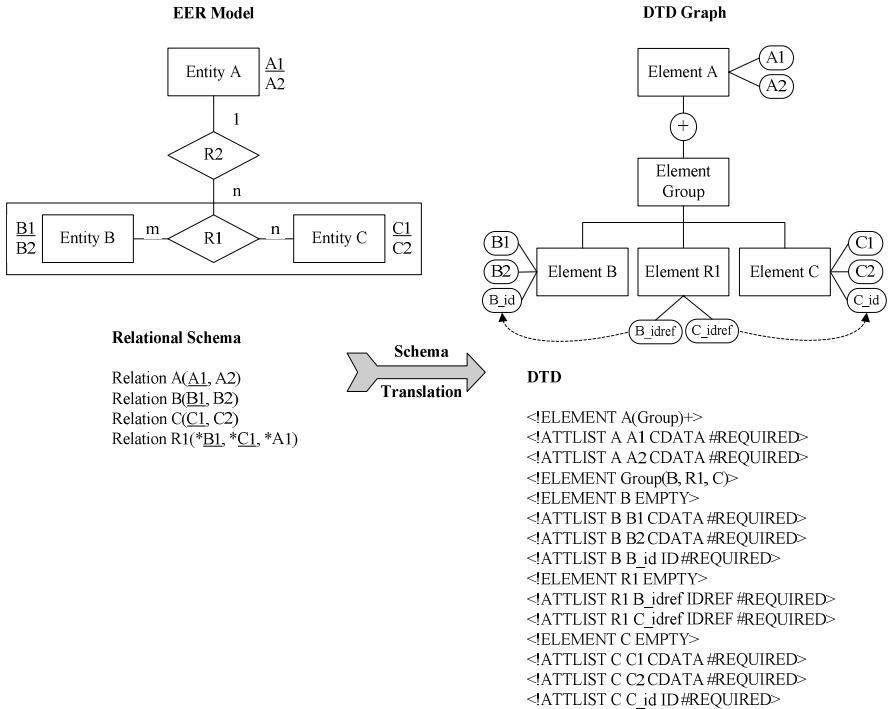 EER Model
Entity A
A1
A2
1
R2
n
B1
B2
Entity B
m
R1
n
Entity C
C1
C2
Relational Schema
Relation A(A1, A2)
Relation B(B1, B2)
Relation C(C1, C2)
Relation R1(*B1, *C1, *A1)
Schema
Translation
DTD Graph
Element A
A1
A2
+
Element
Group
B1
B2
B_id
Element B
Element R1
Element C
C1
C2
C_id
B_idref
C_idref
DTD
<!ELEMENT A(Group)+>
<!ATTLIST A A1 CDATA #REQUIRED>
<!ATTLIST A A2 CDATA #REQUIRED>
<!ELEMENT Group(B, R1, C)>
<!ELEMENT B EMPTY>
<!ATTLIST B B1 CDATA #REQUIRED>
<!ATTLIST B B2 CDATA #REQUIRED>
<!ATTLIST B B_id ID #REQUIRED>
<!ELEMENT R1 EMPTY>
<!ATTLIST R1 B_idref IDREF #REQUIRED>
<!ATTLIST R1 C_idref IDREF #REQUIRED>
<!ELEMENT C EMPTY>
<!ATTLIST C C1 CDATA #REQUIRED>
<!ATTLIST C C2 CDATA #REQUIRED>
<!ATTLIST C C_id ID #REQUIRED>